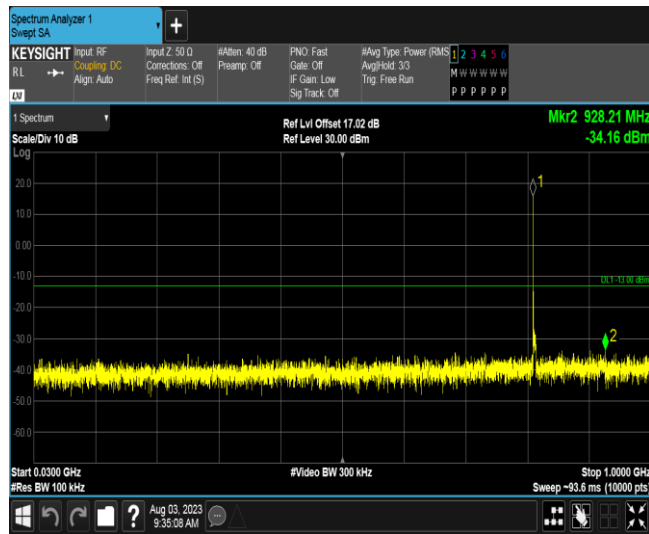 Spectrum Analyzer 1
Swept SA
+
KEYSIGHT
RL
LXI
Input: RF
Coupling: DC
Align: Auto
Input Z: 50 Ω
Corrections: Off
Freq Ref: Int (S)
#Atten: 40 dB
Preamp: Off
PNO: Fast
Gate: Off
IF Gain: Low
Sig Track: Off
#Avg Type: Power (RMS
Avg|Hold: 3/3
Trig: Free Run
1 2 3 4 5 6
M W W W W W
P P P P P P
1 Spectrum
Scale/Div 10 dB
Log
Ref Lvl Offset 17.02 dB
Ref Level 30.00 dBm
Mkr2 928.21 MHz
-34.16 dBm
20.0
10.0
0.00
-10.0
-20.0
-30.0
-40.0
-50.0
-60.0
1
DL1 -13.00 dBm
2
Start 0.0300 GHz
#Res BW 100 kHz
#Video BW 300 kHz
Stop 1.0000 GHz
Sweep ~93.6 ms (10000 pts)
?
Aug 03, 2023
9:35:08 AM